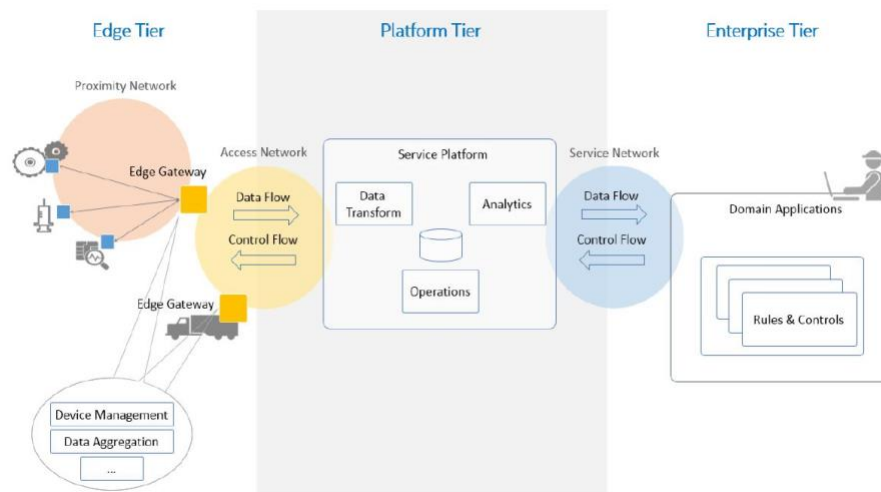 Edge Tier
Platform Tier
Enterprise Tier
Proximity Network
Edge Gateway
Access Network
Data Flow
Control Flow
Edge Gateway
Device Management
Data Aggregation
...
Service Platform
Data
Transform
Analytics
Operations
Service Network
Data Flow
Control Flow
Domain Applications
Rules & Controls